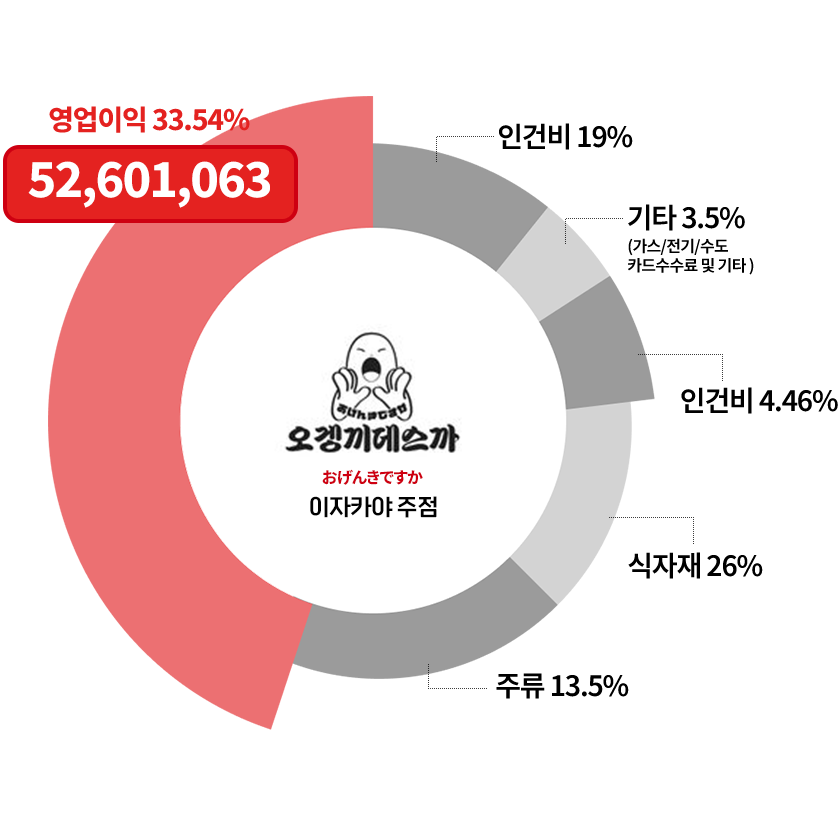 영업이익 33.54%
52,601,063
인건비 19%
기타 3.5%
(가스/전기/수도
카드수수료 및 기타 )
인건비 4.46%
식자재 26%
주류 13.5%
오겡끼데스까
おげんきですか
이자카야 주점